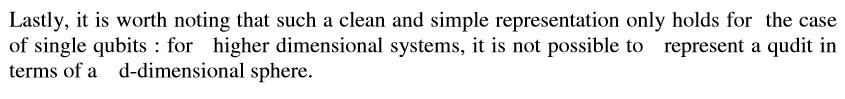 Lastly, it is worth noting that such a clean and simple representation only holds for the case
of single qubits : for higher dimensional systems, it is not possible to represent a qudit in
terms of a d-dimensional sphere.